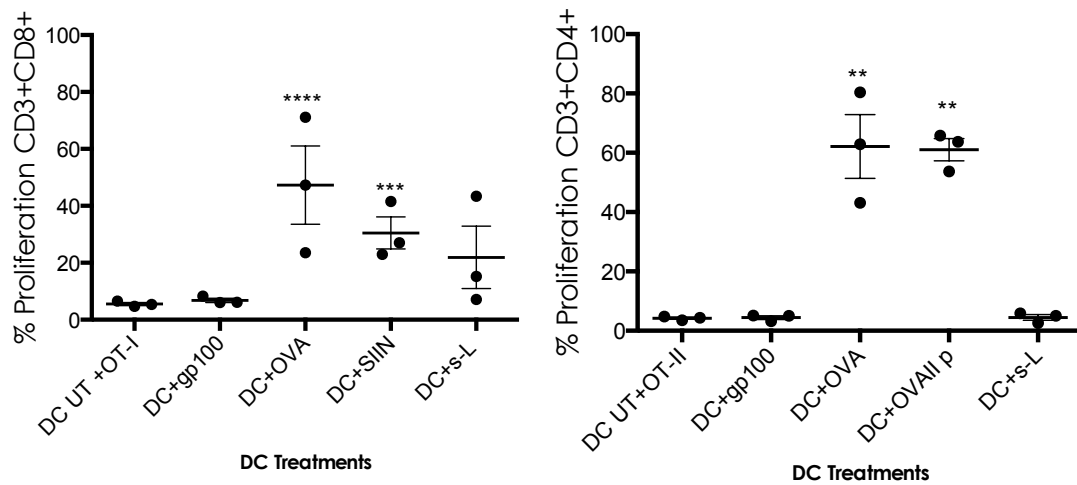 % Proliferation CD3+CD8+
100
80
60
40
20
0
****
***
DC UT +OT-I
DC+gp100
DC+OVA
DC+SIIN
DC+s-L
DC Treatments
% Proliferation CD3+CD4+
100
80
60
40
20
0
**
**
DC UT+OT-II
DC+gp100
DC+OVA
DC+OVAII p
DC+s-L
DC Treatments